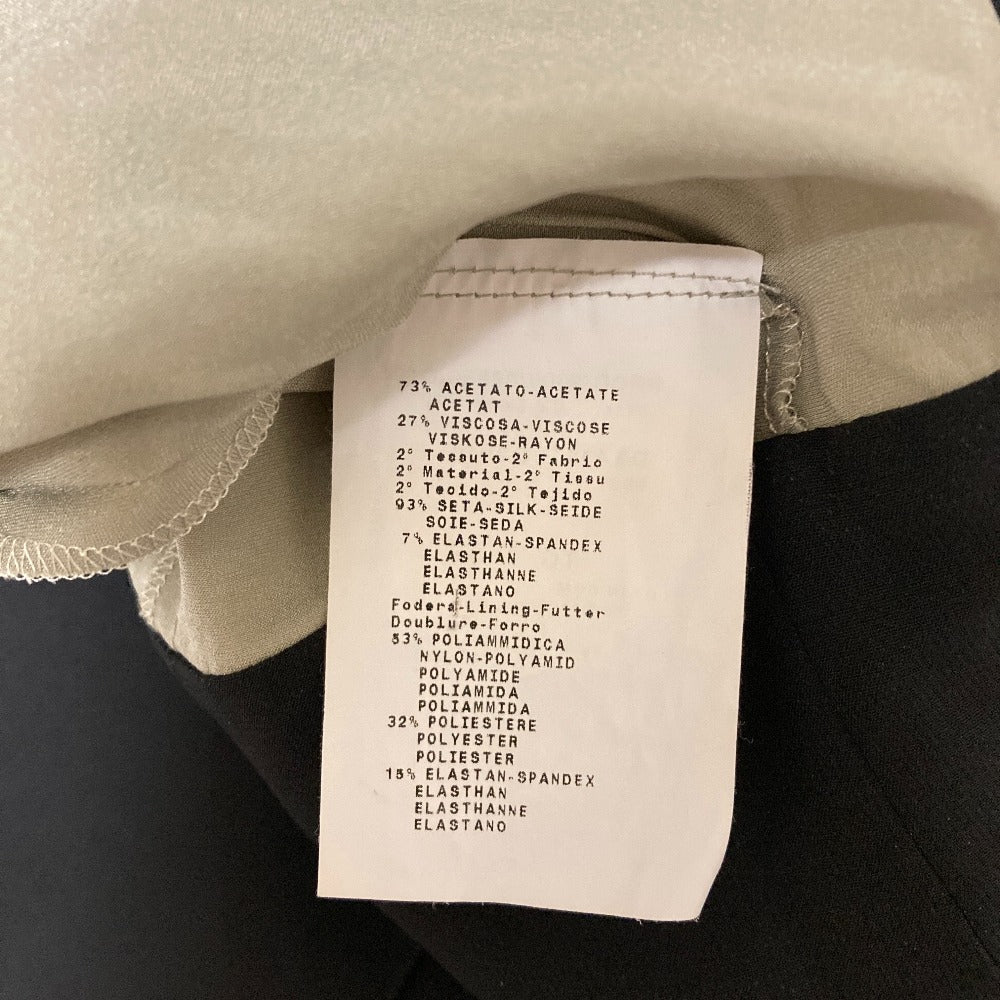 73% ACETATO-ACETATE
ACETAT
27% VISCOSA-VISCOSE
VISKOSE-RAYON
2° Tessuto-2° Fabric
2° Material-2° Tissu
2° Tecido-2° Tejido
93% SETA-SILK-SEIDE
SOIE-SEDA
7% ELASTAN-SPANDEX
ELASTHAN
ELASTHANNE
ELASTANO
Fodera-Lining-Futter
Doublure-Forro
53% POLIAMMIDICA
NYLON-POLYAMID
POLYAMIDE
POLIAMIDA
POLIAMMIDA
32% POLIESTERE
POLYESTER
POLIESTER
15% ELASTAN-SPANDEX
ELASTHAN
ELASTHANNE
ELASTANO